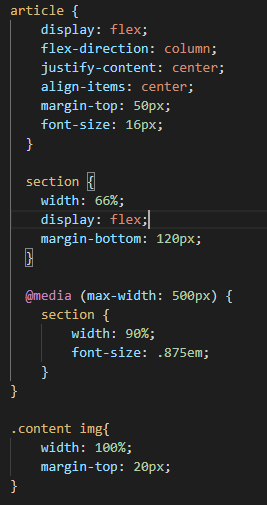 article {
    display: flex;
    flex-direction: column;
    justify-content: center;
    align-items: center;
    margin-top: 50px;
    font-size: 16px;
  }

  section {
    width: 66%;
    display: flex;
    margin-bottom: 120px;
  }

  @media (max-width: 500px) {
    section {
        width: 90%;
        font-size: .875em;
    }
}

.content img{
    width: 100%;
    margin-top: 20px;
}